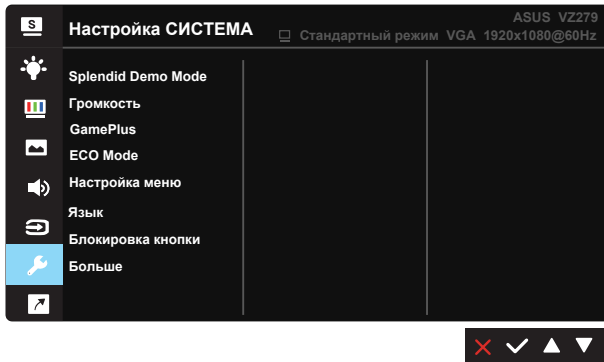 S
ASUS VZ279
Настройка СИСТЕМА
Стандартный режим VGA 1920x1080@60Hz
Splendid Demo Mode
Громкость
GamePlus
ECO Mode
Настройка меню
Язык
Блокировка кнопки
Больше